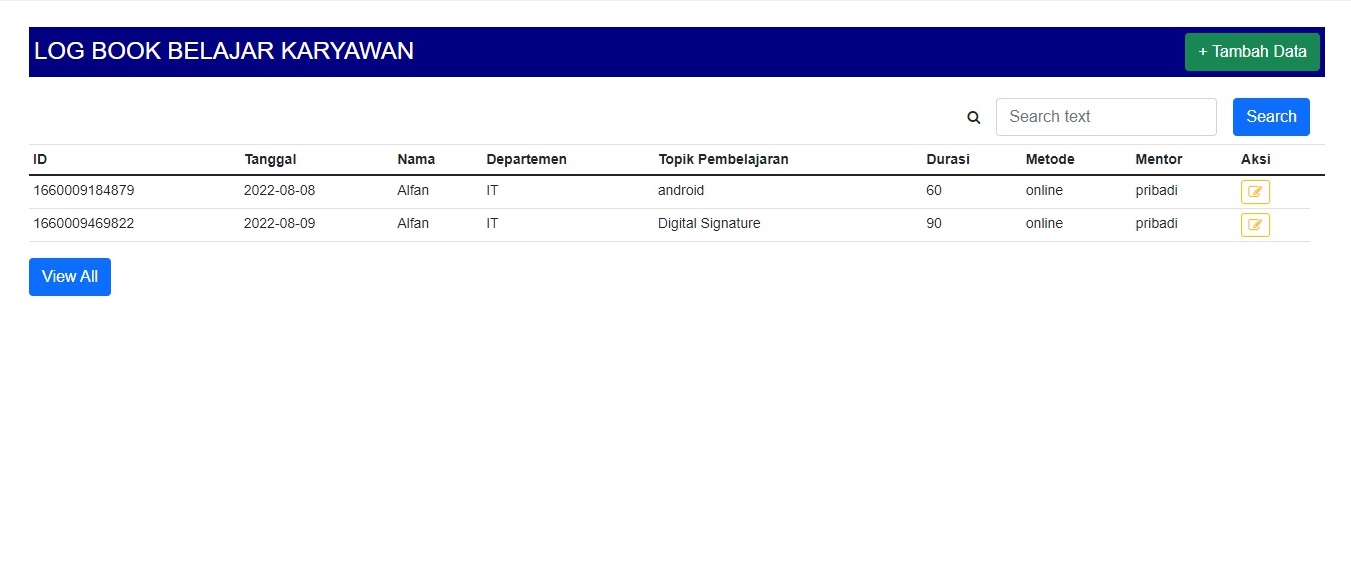 LOG BOOK BELAJAR KARYAWAN + Tambah Data
Search text Search
ID Tanggal Nama Departemen Topik Pembelajaran Durasi Metode Mentor Aksi
1660009184879 2022-08-08 Alfan IT android 60 online pribadi
1660009469822 2022-08-09 Alfan IT Digital Signature 90 online pribadi
View All